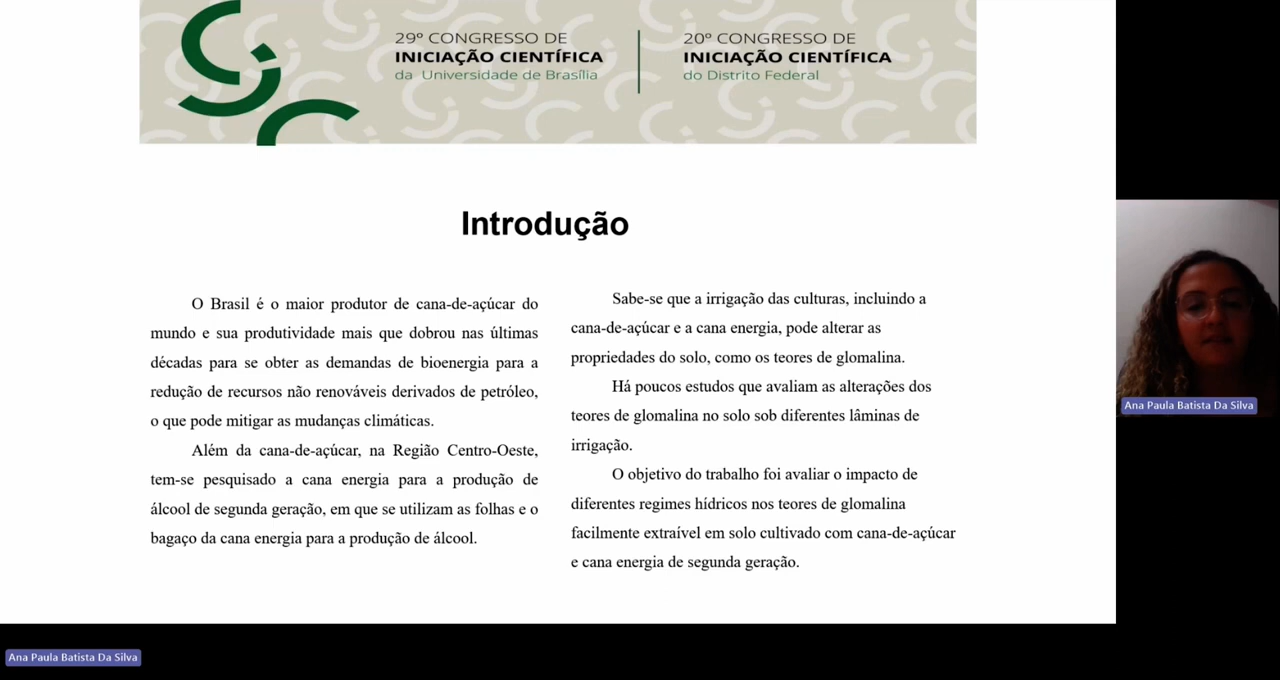 29º CONGRESSO DE
INICIAÇÃO CIENTÍFICA
da Universidade de Brasília
20º CONGRESSO DE
INICIAÇÃO CIENTÍFICA
do Distrito Federal
Introdução
O Brasil é o maior produtor de cana-de-açúcar do
mundo e sua produtividade mais que dobrou nas últimas
décadas para se obter as demandas de bioenergia para a
redução de recursos não renováveis derivados de petróleo,
o que pode mitigar as mudanças climáticas.
Além da cana-de-açúcar, na Região Centro-Oeste,
tem-se pesquisado a cana energia para a produção de
álcool de segunda geração, em que se utilizam as folhas e o
bagaço da cana energia para a produção de álcool.
Sabe-se que a irrigação das culturas, incluindo a
cana-de-açúcar e a cana energia, pode alterar as
propriedades do solo, como os teores de glomalina.
Há poucos estudos que avaliam as alterações dos
teores de glomalina no solo sob diferentes lâminas de
irrigação.
O objetivo do trabalho foi avaliar o impacto de
diferentes regimes hídricos nos teores de glomalina
facilmente extraível em solo cultivado com cana-de-açúcar
e cana energia de segunda geração.
Ana Paula Batista Da Silva
Ana Paula Batista Da Silva